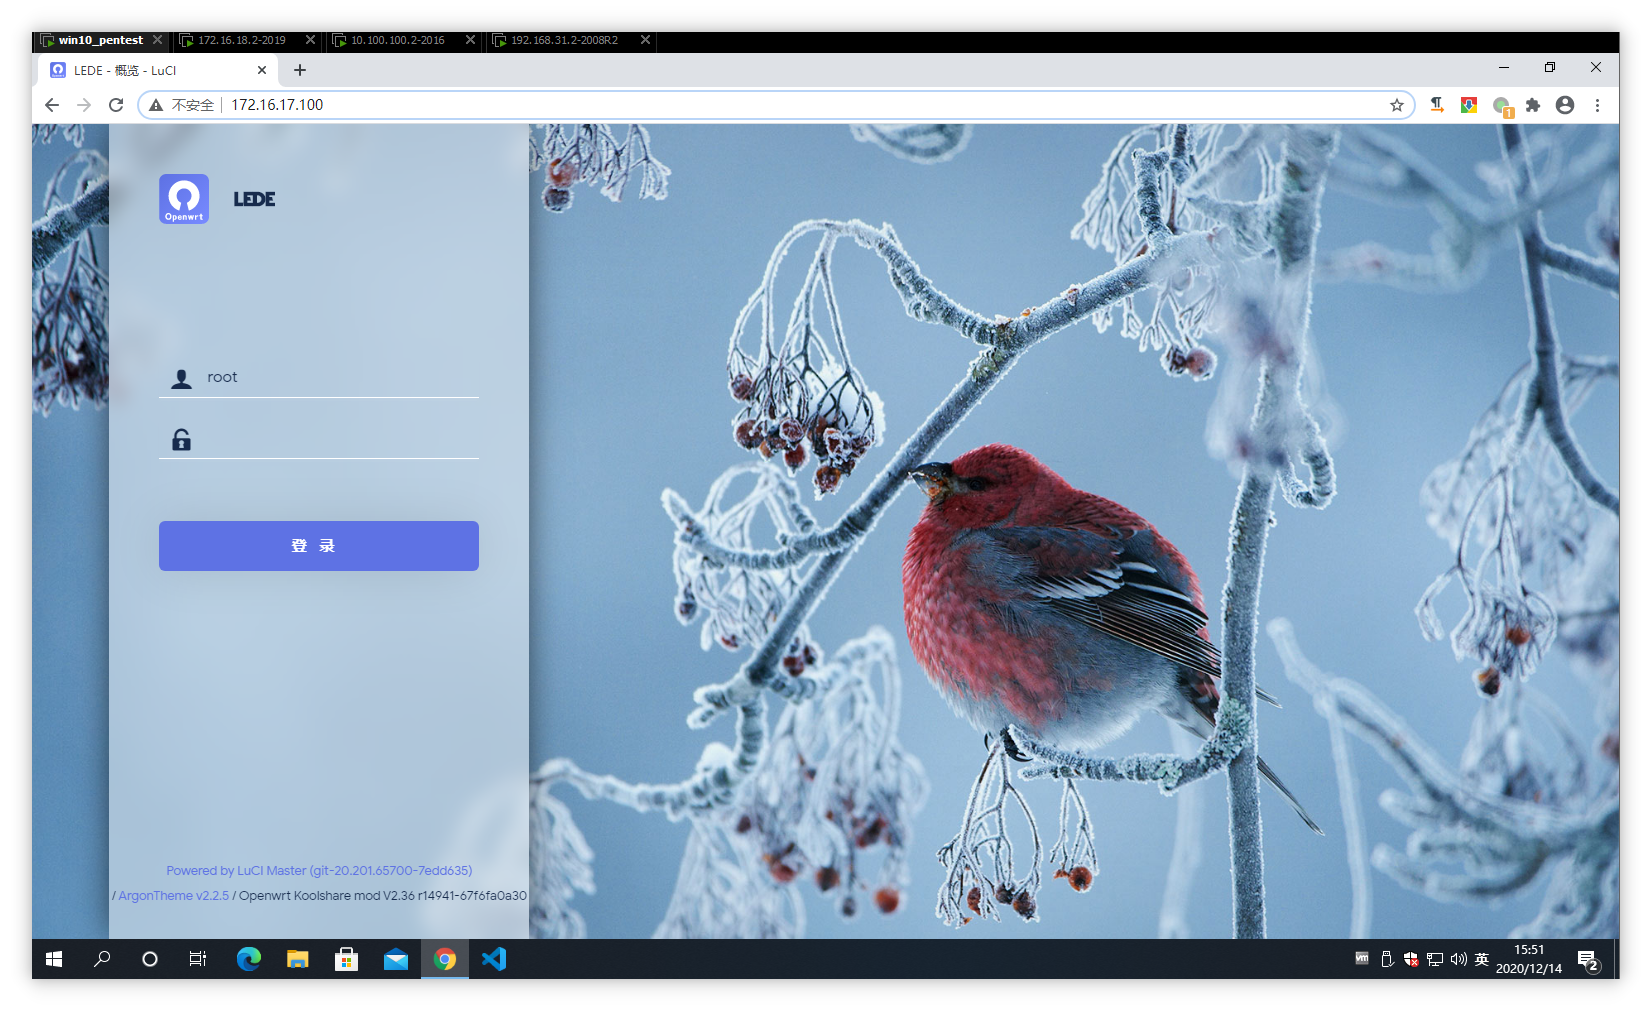 win10_pentest
172.16.18.2-2019
10.100.100.2-2016
192.168.31.2-2008R2
LEDE - 概览 - LuCI
不安全
172.16.17.100
1
Openwrt
LEDE
root
登 录
Powered by LuCI Master (git-20.201.65700-7edd635)
/ ArgonTheme v2.2.5 / Openwrt Koolshare mod V2.36 r14941-67f6fa0a30
vm
英
15:51
2020/12/14
2